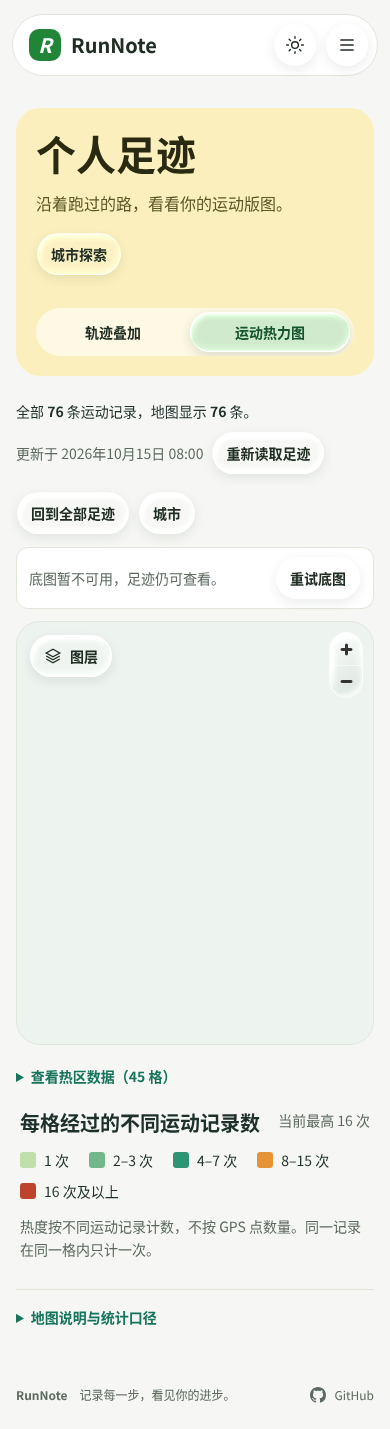 R RunNote
个人足迹
沿着跑过的路，看看你的运动版图。
城市探索
轨迹叠加 运动热力图
全部 76 条运动记录，地图显示 76 条。
更新于 2026年10月15日 08:00 重新读取足迹
回到全部足迹 城市
底图暂不可用，足迹仍可查看。 重试底图
图层
+
−
查看热区数据（45 格）
每格经过的不同运动记录数 当前最高 16 次
1 次 2–3 次 4–7 次 8–15 次
16 次及以上
热度按不同运动记录计数，不按 GPS 点数量。同一记录
在同一格内只计一次。
地图说明与统计口径
RunNote 记录每一步，看见你的进步。 GitHub